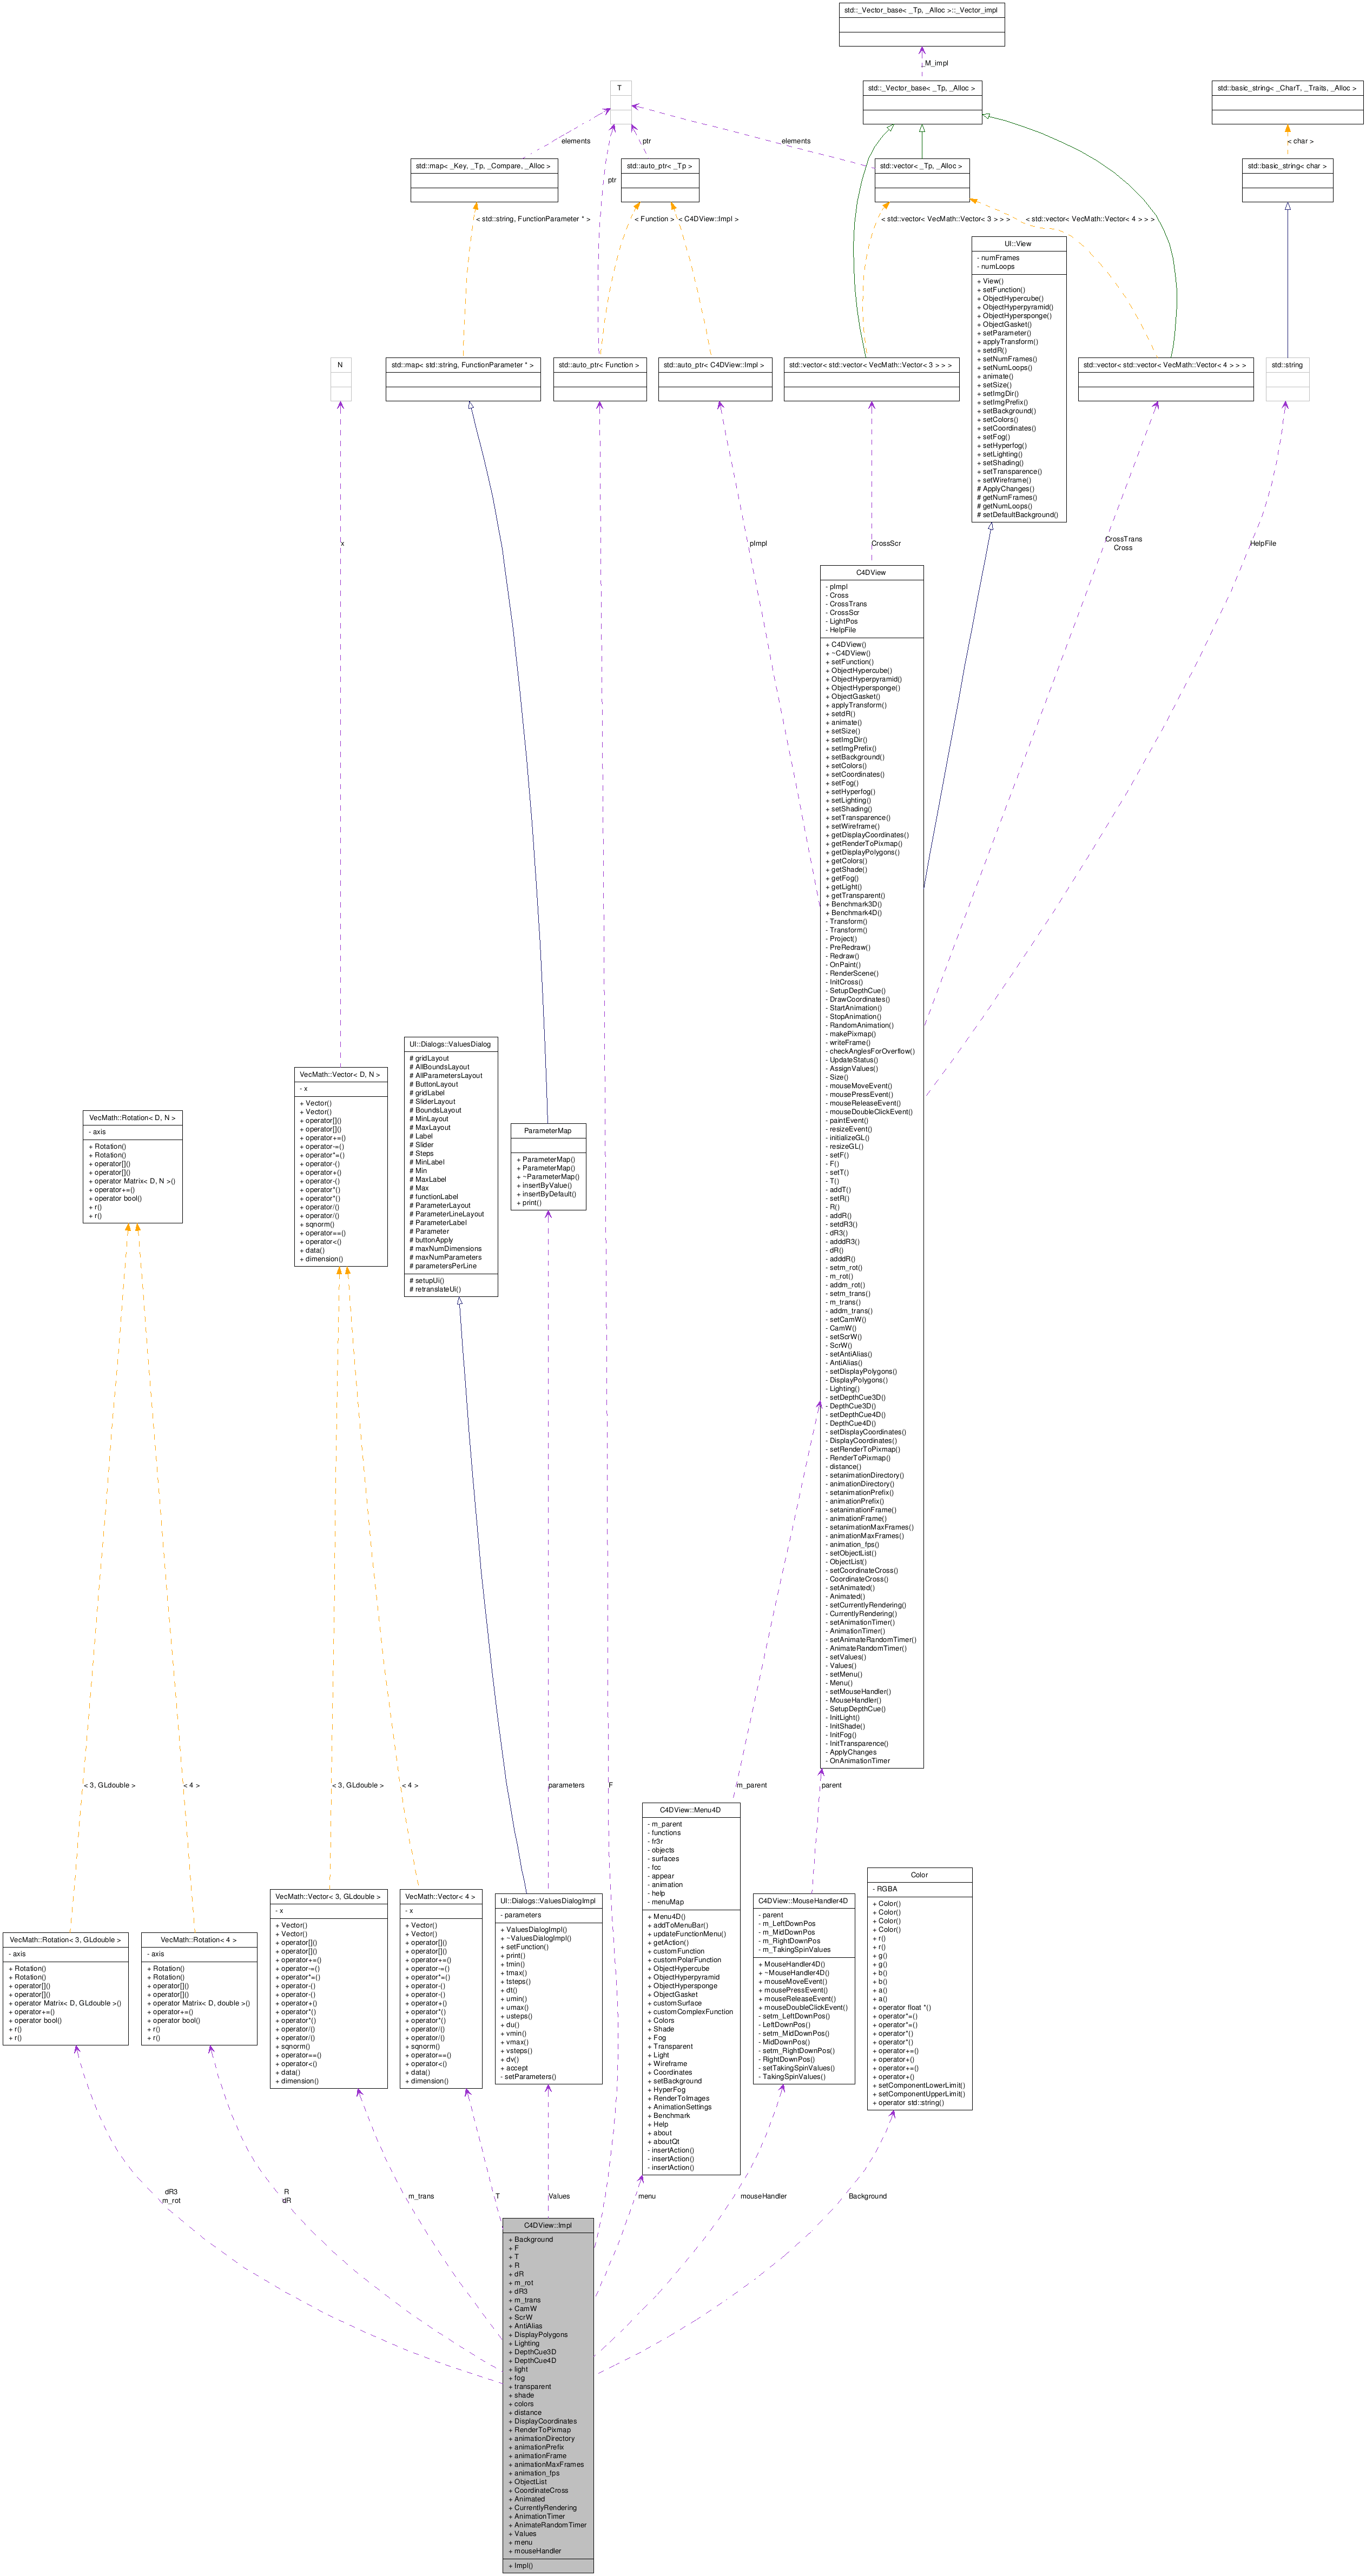 std::_Vector_base< _Tp, _Alloc >::_Vector_impl
_M_impl
T
std::_Vector_base< _Tp, _Alloc >
std::basic_string< _CharT, _Traits, _Alloc >
elements
ptr
elements
< char >
std::map< _Key, _Tp, _Compare, _Alloc >
std::auto_ptr< _Tp >
std::vector< _Tp, _Alloc >
std::basic_string< char >
ptr
< std::string, FunctionParameter * >
< Function >
< C4DView::Impl >
< std::vector< VecMath::Vector< 3 > > >
< std::vector< VecMath::Vector< 4 > > >
UI::View
- numFrames
- numLoops
+ View()
+ setFunction()
+ ObjectHypercube()
+ ObjectHyperpyramid()
+ ObjectHypersponge()
+ ObjectGasket()
+ setParameter()
+ applyTransform()
+ setdR()
+ setNumFrames()
+ setNumLoops()
+ animate()
+ setSize()
+ setImgDir()
+ setImgPrefix()
+ setBackground()
+ setColors()
+ setCoordinates()
+ setFog()
+ setHyperfog()
+ setLighting()
+ setShading()
+ setTransparence()
+ setWireframe()
# ApplyChanges()
# getNumFrames()
# getNumLoops()
# setDefaultBackground()
N
std::map< std::string, FunctionParameter * >
std::auto_ptr< Function >
std::auto_ptr< C4DView::Impl >
std::vector< std::vector< VecMath::Vector< 3 > > >
std::vector< std::vector< VecMath::Vector< 4 > > >
std::string
x
pImpl
CrossScr
CrossTrans
Cross
HelpFile
C4DView
- pImpl
- Cross
- CrossTrans
- CrossScr
- LightPos
- HelpFile
+ C4DView()
+ ~C4DView()
+ setFunction()
+ ObjectHypercube()
+ ObjectHyperpyramid()
+ ObjectHypersponge()
+ ObjectGasket()
+ applyTransform()
+ setdR()
+ animate()
+ setSize()
+ setImgDir()
+ setImgPrefix()
+ setBackground()
+ setColors()
+ setCoordinates()
+ setFog()
+ setHyperfog()
+ setLighting()
+ setShading()
+ setTransparence()
+ setWireframe()
+ getDisplayCoordinates()
+ getRenderToPixmap()
+ getDisplayPolygons()
+ getColors()
+ getShade()
+ getFog()
+ getLight()
+ getTransparent()
+ Benchmark3D()
+ Benchmark4D()
- Transform()
- Transform()
- Project()
- PreRedraw()
- Redraw()
- OnPaint()
- RenderScene()
- InitCross()
- SetupDepthCue()
- DrawCoordinates()
- StartAnimation()
- StopAnimation()
- RandomAnimation()
- makePixmap()
- writeFrame()
- checkAnglesForOverflow()
- UpdateStatus()
- AssignValues()
- Size()
- mouseMoveEvent()
- mousePressEvent()
- mouseReleaseEvent()
- mouseDoubleClickEvent()
- paintEvent()
- resizeEvent()
- initializeGL()
- resizeGL()
- setF()
- F()
- setT()
- T()
- addT()
- setR()
- R()
- addR()
- setdR3()
- dR3()
- adddR3()
- dR()
- adddR()
- setm_rot()
- m_rot()
- addm_rot()
- setm_trans()
- m_trans()
- addm_trans()
- setCamW()
- CamW()
- setScrW()
- ScrW()
- setAntiAlias()
- AntiAlias()
- setDisplayPolygons()
- DisplayPolygons()
- Lighting()
- setDepthCue3D()
- DepthCue3D()
- setDepthCue4D()
- DepthCue4D()
- setDisplayCoordinates()
- DisplayCoordinates()
- setRenderToPixmap()
- RenderToPixmap()
- distance()
- setanimationDirectory()
- animationDirectory()
- setanimationPrefix()
- animationPrefix()
- setanimationFrame()
- animationFrame()
- setanimationMaxFrames()
- animationMaxFrames()
- animation_fps()
- setObjectList()
- ObjectList()
- setCoordinateCross()
- CoordinateCross()
- setAnimated()
- Animated()
- setCurrentlyRendering()
- CurrentlyRendering()
- setAnimationTimer()
- AnimationTimer()
- setAnimateRandomTimer()
- AnimateRandomTimer()
- setValues()
- Values()
- setMenu()
- Menu()
- setMouseHandler()
- MouseHandler()
- SetupDepthCue()
- InitLight()
- InitShade()
- InitFog()
- InitTransparence()
- ApplyChanges
- OnAnimationTimer
UI::Dialogs::ValuesDialog
# gridLayout
# AllBoundsLayout
# AllParametersLayout
# ButtonLayout
# gridLabel
# SliderLayout
# BoundsLayout
# MinLayout
# MaxLayout
# Label
# Slider
# Steps
# MinLabel
# Min
# MaxLabel
# Max
# functionLabel
# ParameterLayout
# ParameterLineLayout
# ParameterLabel
# Parameter
# buttonApply
# maxNumDimensions
# maxNumParameters
# parametersPerLine
# setupUi()
# retranslateUi()
VecMath::Vector< D, N >
- x
+ Vector()
+ Vector()
+ operator[]()
+ operator[]()
+ operator+=()
+ operator-=()
+ operator*=()
+ operator-()
+ operator+()
+ operator-()
+ operator*()
+ operator*()
+ operator/()
+ operator/()
+ sqnorm()
+ operator==()
+ operator<()
+ data()
+ dimension()
VecMath::Rotation< D, N >
- axis
+ Rotation()
+ Rotation()
+ operator[]()
+ operator[]()
+ operator Matrix< D, N >()
+ operator+=()
+ operator bool()
+ r()
+ r()
ParameterMap
+ ParameterMap()
+ ParameterMap()
+ ~ParameterMap()
+ insertByValue()
+ insertByDefault()
+ print()
< 3, GLdouble >
< 4 >
< 3, GLdouble >
< 4 >
parameters
F
m_parent
parent
C4DView::Menu4D
- m_parent
- functions
- fr3r
- objects
- surfaces
- fcc
- appear
- animation
- help
- menuMap
+ Menu4D()
+ addToMenuBar()
+ updateFunctionMenu()
+ getAction()
+ customFunction
+ customPolarFunction
+ ObjectHypercube
+ ObjectHyperpyramid
+ ObjectHypersponge
+ ObjectGasket
+ customSurface
+ customComplexFunction
+ Colors
+ Shade
+ Fog
+ Transparent
+ Light
+ Wireframe
+ Coordinates
+ setBackground
+ HyperFog
+ RenderToImages
+ AnimationSettings
+ Benchmark
+ Help
+ about
+ aboutQt
- insertAction()
- insertAction()
- insertAction()
Color
- RGBA
+ Color()
+ Color()
+ Color()
+ Color()
+ r()
+ r()
+ g()
+ g()
+ b()
+ b()
+ a()
+ a()
+ operator float *()
+ operator*=()
+ operator*=()
+ operator*()
+ operator*()
+ operator+=()
+ operator+()
+ operator+=()
+ operator+()
+ setComponentLowerLimit()
+ setComponentUpperLimit()
+ operator std::string()
VecMath::Vector< 3, GLdouble >
- x
+ Vector()
+ Vector()
+ operator[]()
+ operator[]()
+ operator+=()
+ operator-=()
+ operator*=()
+ operator-()
+ operator-()
+ operator+()
+ operator*()
+ operator*()
+ operator/()
+ operator/()
+ sqnorm()
+ operator==()
+ operator<()
+ data()
+ dimension()
VecMath::Vector< 4 >
- x
+ Vector()
+ Vector()
+ operator[]()
+ operator[]()
+ operator+=()
+ operator-=()
+ operator*=()
+ operator-()
+ operator-()
+ operator+()
+ operator*()
+ operator*()
+ operator/()
+ operator/()
+ sqnorm()
+ operator==()
+ operator<()
+ data()
+ dimension()
UI::Dialogs::ValuesDialogImpl
- parameters
+ ValuesDialogImpl()
+ ~ValuesDialogImpl()
+ setFunction()
+ print()
+ tmin()
+ tmax()
+ tsteps()
+ dt()
+ umin()
+ umax()
+ usteps()
+ du()
+ vmin()
+ vmax()
+ vsteps()
+ dv()
+ accept
- setParameters()
C4DView::MouseHandler4D
- parent
- m_LeftDownPos
- m_MidDownPos
- m_RightDownPos
- m_TakingSpinValues
+ MouseHandler4D()
+ ~MouseHandler4D()
+ mouseMoveEvent()
+ mousePressEvent()
+ mouseReleaseEvent()
+ mouseDoubleClickEvent()
- setm_LeftDownPos()
- LeftDownPos()
- setm_MidDownPos()
- MidDownPos()
- setm_RightDownPos()
- RightDownPos()
- setTakingSpinValues()
- TakingSpinValues()
VecMath::Rotation< 3, GLdouble >
- axis
+ Rotation()
+ Rotation()
+ operator[]()
+ operator[]()
+ operator Matrix< D, GLdouble >()
+ operator+=()
+ operator bool()
+ r()
+ r()
VecMath::Rotation< 4 >
- axis
+ Rotation()
+ Rotation()
+ operator[]()
+ operator[]()
+ operator Matrix< D, double >()
+ operator+=()
+ operator bool()
+ r()
+ r()
dR3
m_rot
R
dR
m_trans
T
Values
menu
mouseHandler
Background
C4DView::Impl
+ Background
+ F
+ T
+ R
+ dR
+ m_rot
+ dR3
+ m_trans
+ CamW
+ ScrW
+ AntiAlias
+ DisplayPolygons
+ Lighting
+ DepthCue3D
+ DepthCue4D
+ light
+ fog
+ transparent
+ shade
+ colors
+ distance
+ DisplayCoordinates
+ RenderToPixmap
+ animationDirectory
+ animationPrefix
+ animationFrame
+ animationMaxFrames
+ animation_fps
+ ObjectList
+ CoordinateCross
+ Animated
+ CurrentlyRendering
+ AnimationTimer
+ AnimateRandomTimer
+ Values
+ menu
+ mouseHandler
+ Impl()